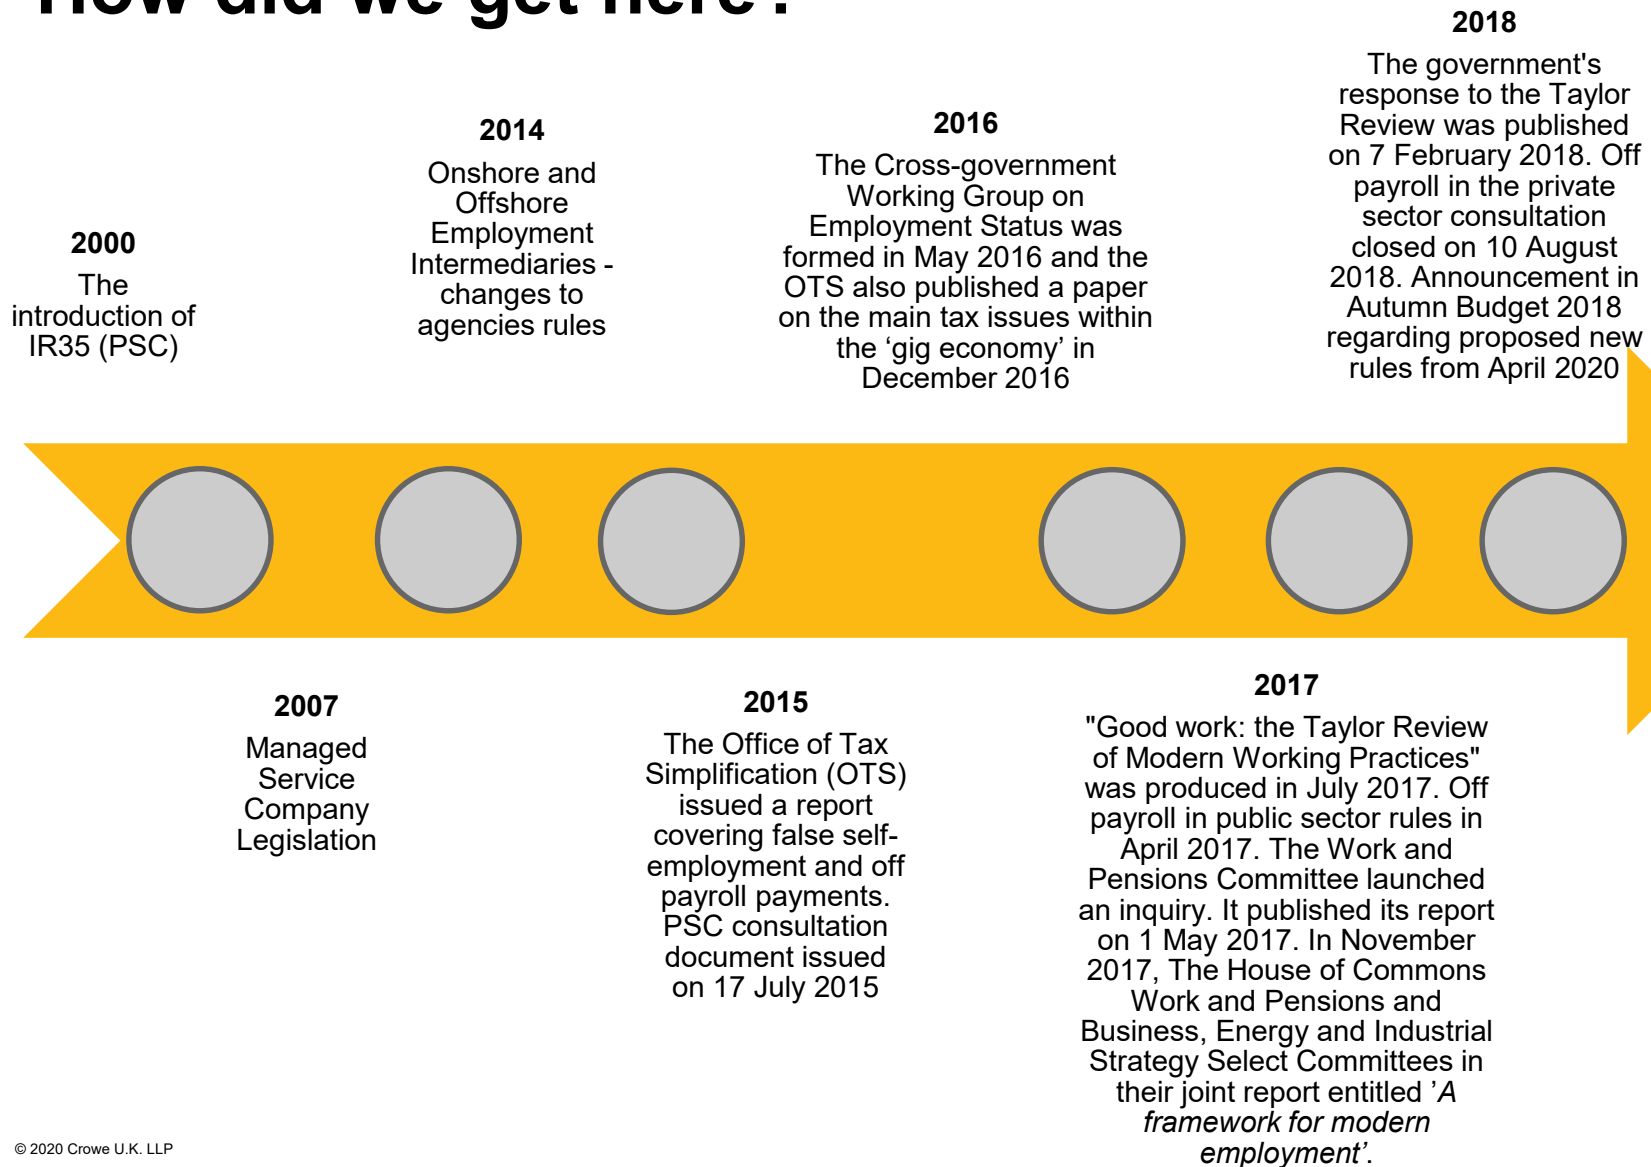 How did we get here?
2000
The
introduction of
IR35 (PSC)
2007
Managed
Service
Company
Legislation
2014
Onshore and
Offshore
Employment
Intermediaries -
changes to
agencies rules
2015
The Office of Tax
Simplification (OTS)
issued a report
covering false self-
employment and off
payroll payments.
PSC consultation
document issued
on 17 July 2015
2016
The Cross-government
Working Group on
Employment Status was
formed in May 2016 and the
OTS also published a paper
on the main tax issues within
the ‘gig economy’ in
December 2016
2017
"Good work: the Taylor Review
of Modern Working Practices"
was produced in July 2017. Off
payroll in public sector rules in
April 2017. The Work and
Pensions Committee launched
an inquiry. It published its report
on 1 May 2017. In November
2017, The House of Commons
Work and Pensions and
Business, Energy and Industrial
Strategy Select Committees in
their joint report entitled ’A
framework for modern
employment’.
2018
The government's
response to the Taylor
Review was published
on 7 February 2018. Off
payroll in the private
sector consultation
closed on 10 August
2018. Announcement in
Autumn Budget 2018
regarding proposed new
rules from April 2020
© 2020 Crowe U.K. LLP